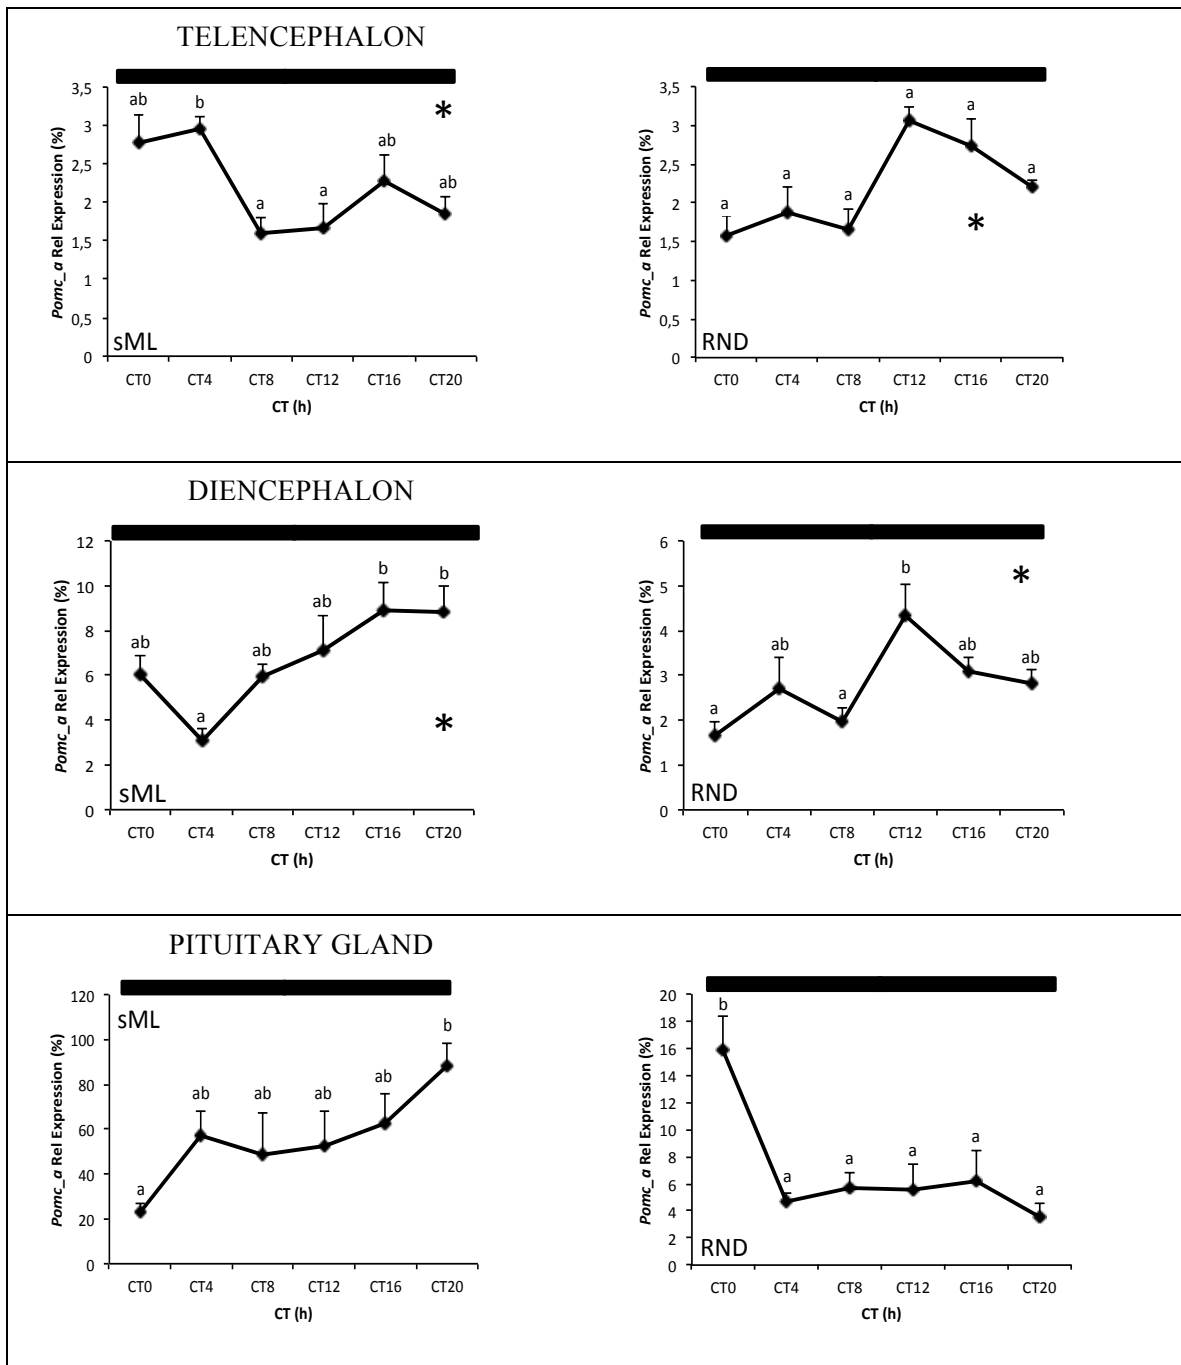 TELENCEPHALON
Pomc_a Rel Expression (%)
3,5
3
2,5
2
1,5
1
0,5
0
ab
b
a
a
ab
ab
*
sML
CT0 CT4 CT8 CT12 CT16 CT20
CT (h)
Pomc_a Rel Expression (%)
3,5
3
2,5
2
1,5
1
0,5
0
a
a
a
a
a
a
*
RND
CT0 CT4 CT8 CT12 CT16 CT20
CT (h)
DIENCEPHALON
Pomc_a Rel Expression (%)
12
10
8
6
4
2
0
ab
a
ab
ab
b
b
*
sML
CT0 CT4 CT8 CT12 CT16 CT20
CT (h)
Pomc_a Rel Expression (%)
6
5
4
3
2
1
0
a
ab
a
b
ab
ab
*
RND
CT0 CT4 CT8 CT12 CT16 CT20
CT (h)
PITUITARY GLAND
Pomc_a Rel Expression (%)
120
100
80
60
40
20
0
sML
a
ab
ab
ab
ab
b
CT0 CT4 CT8 CT12 CT16 CT20
CT (h)
Pomc_a Rel Expression (%)
20
18
16
14
12
10
8
6
4
2
0
b
a
a
a
a
a
RND
CT0 CT4 CT8 CT12 CT16 CT20
CT (h)